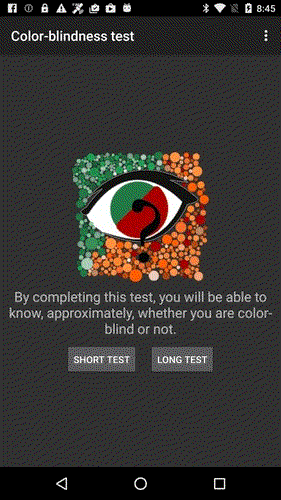 8:45
Color-blindness test
?
By completing this test, you will be able to
know, approximately, whether you are color-
blind or not.
SHORT TEST
LONG TEST